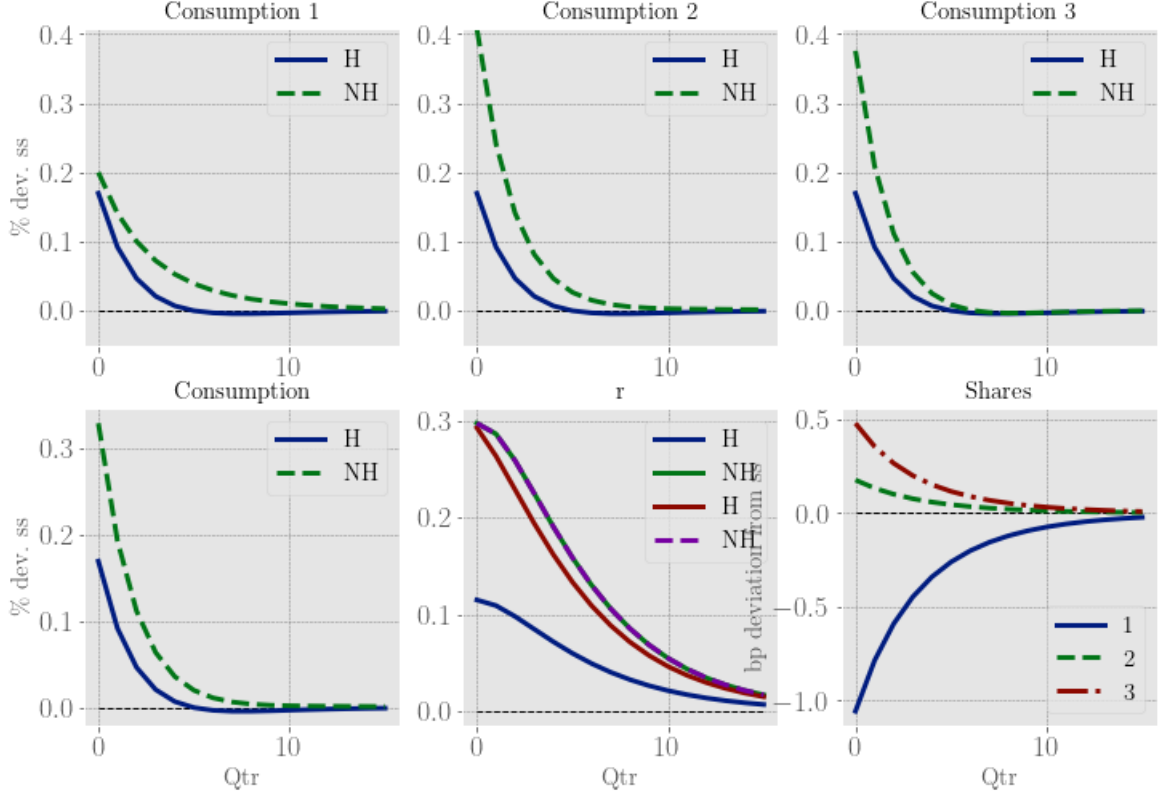 Consumption 1
% dev. ss
0.4
0.3
0.2
0.1
0.0
0
10
H
NH
Consumption 2
0.4
0.3
0.2
0.1
0.0
0
10
H
NH
Consumption 3
0.4
0.3
0.2
0.1
0.0
0
10
H
NH
Consumption
% dev. ss
0.3
0.2
0.1
0.0
0
10
Qtr
H
NH
r
0.3
0.2
0.1
0.0
0
10
Qtr
H
NH
H
NH
Shares
bp deviation from ss
0.5
0.0
−0.5
−1.0
0
10
Qtr
1
2
3